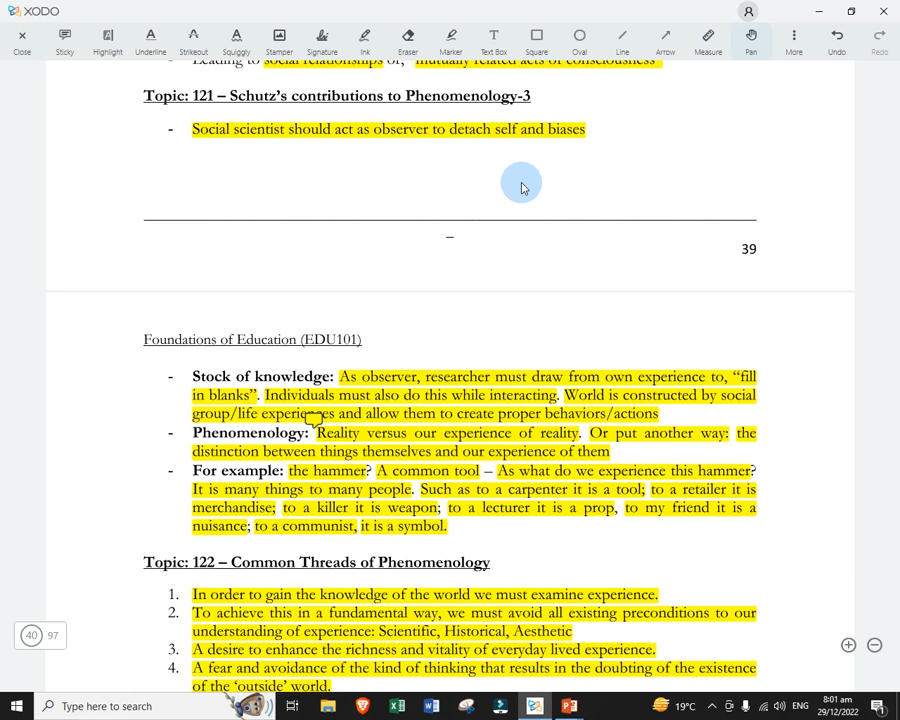 XODO
Close Sticky Highlight Underline Strikeout Squiggly Stamper Signature Ink Eraser Marker Text Box Square Oval Line Arrow Measure Pan More Undo Redo
- Leading to social relationships or, “mutually related acts of consciousness”
Topic: 121 – Schutz’s contributions to Phenomenology-3
- Social scientist should act as observer to detach self and biases
–
39
Foundations of Education (EDU101)
- Stock of knowledge: As observer, researcher must draw from own experience to, “fill
in blanks”. Individuals must also do this while interacting. World is constructed by social
group/life experiences and allow them to create proper behaviors/actions
- Phenomenology: Reality versus our experience of reality. Or put another way: the
distinction between things themselves and our experience of them
- For example: the hammer? A common tool – As what do we experience this hammer?
It is many things to many people. Such as to a carpenter it is a tool; to a retailer it is
merchandise; to a killer it is weapon; to a lecturer it is a prop, to my friend it is a
nuisance; to a communist, it is a symbol.
Topic: 122 – Common Threads of Phenomenology
1. In order to gain the knowledge of the world we must examine experience.
2. To achieve this in a fundamental way, we must avoid all existing preconditions to our
understanding of experience: Scientific, Historical, Aesthetic
3. A desire to enhance the richness and vitality of everyday lived experience.
4. A fear and avoidance of the kind of thinking that results in the doubting of the existence
of the ‘outside’ world.
40 97
Type here to search
19°C
ENG
8:01 am
29/12/2022